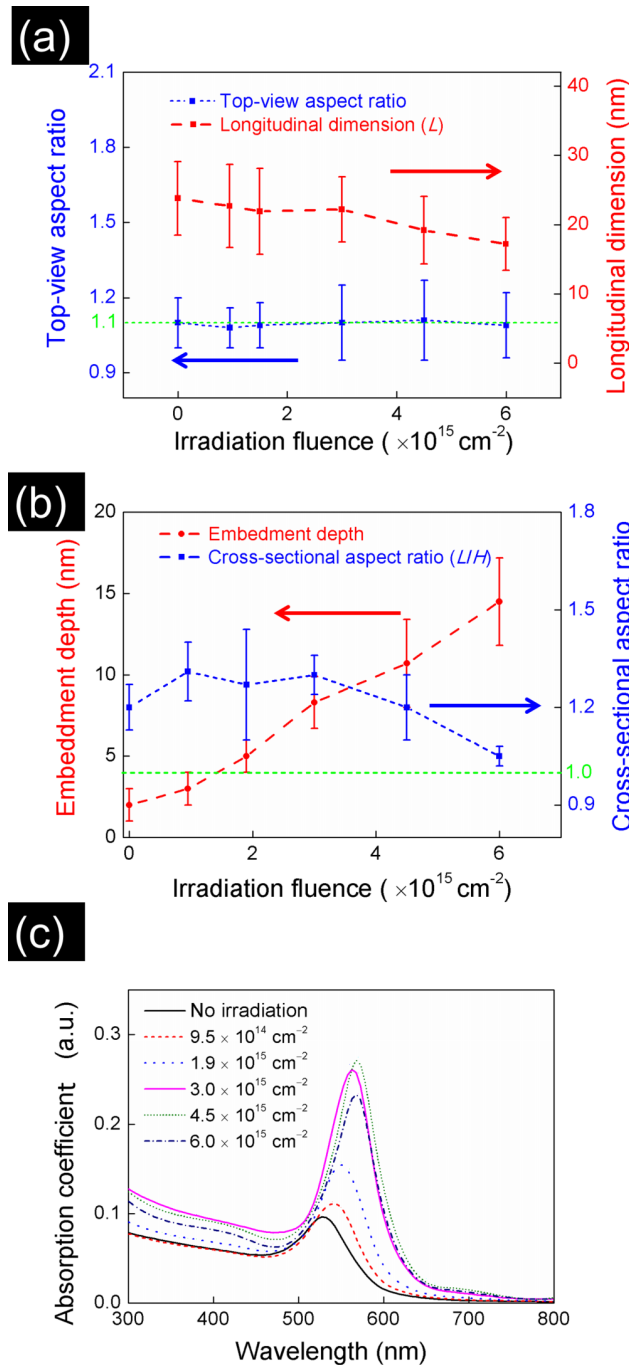 (a)
Top-view aspect ratio
2.1
1.8
1.5
1.2
1.1
0.9
Top-view aspect ratio
Longitudinal dimension (L)
40
30
20
10
0
Longitudinal dimension (nm)
0 2 4 6
Irradiation fluence ( ×10¹⁵ cm⁻²)
(b)
Embeddment depth (nm)
20
15
10
5
0
Embedment depth
Cross-sectional aspect ratio (L/H)
1.8
1.5
1.2
1.0
0.9
Cross-sectional aspect ratio
0 2 4 6
Irradiation fluence ( ×10¹⁵ cm⁻²)
(c)
Absorption coefficient (a.u.)
0.3
0.2
0.1
0.0
No irradiation
9.5 × 10¹⁴ cm⁻²
1.9 × 10¹⁵ cm⁻²
3.0 × 10¹⁵ cm⁻²
4.5 × 10¹⁵ cm⁻²
6.0 × 10¹⁵ cm⁻²
300 400 500 600 700 800
Wavelength (nm)